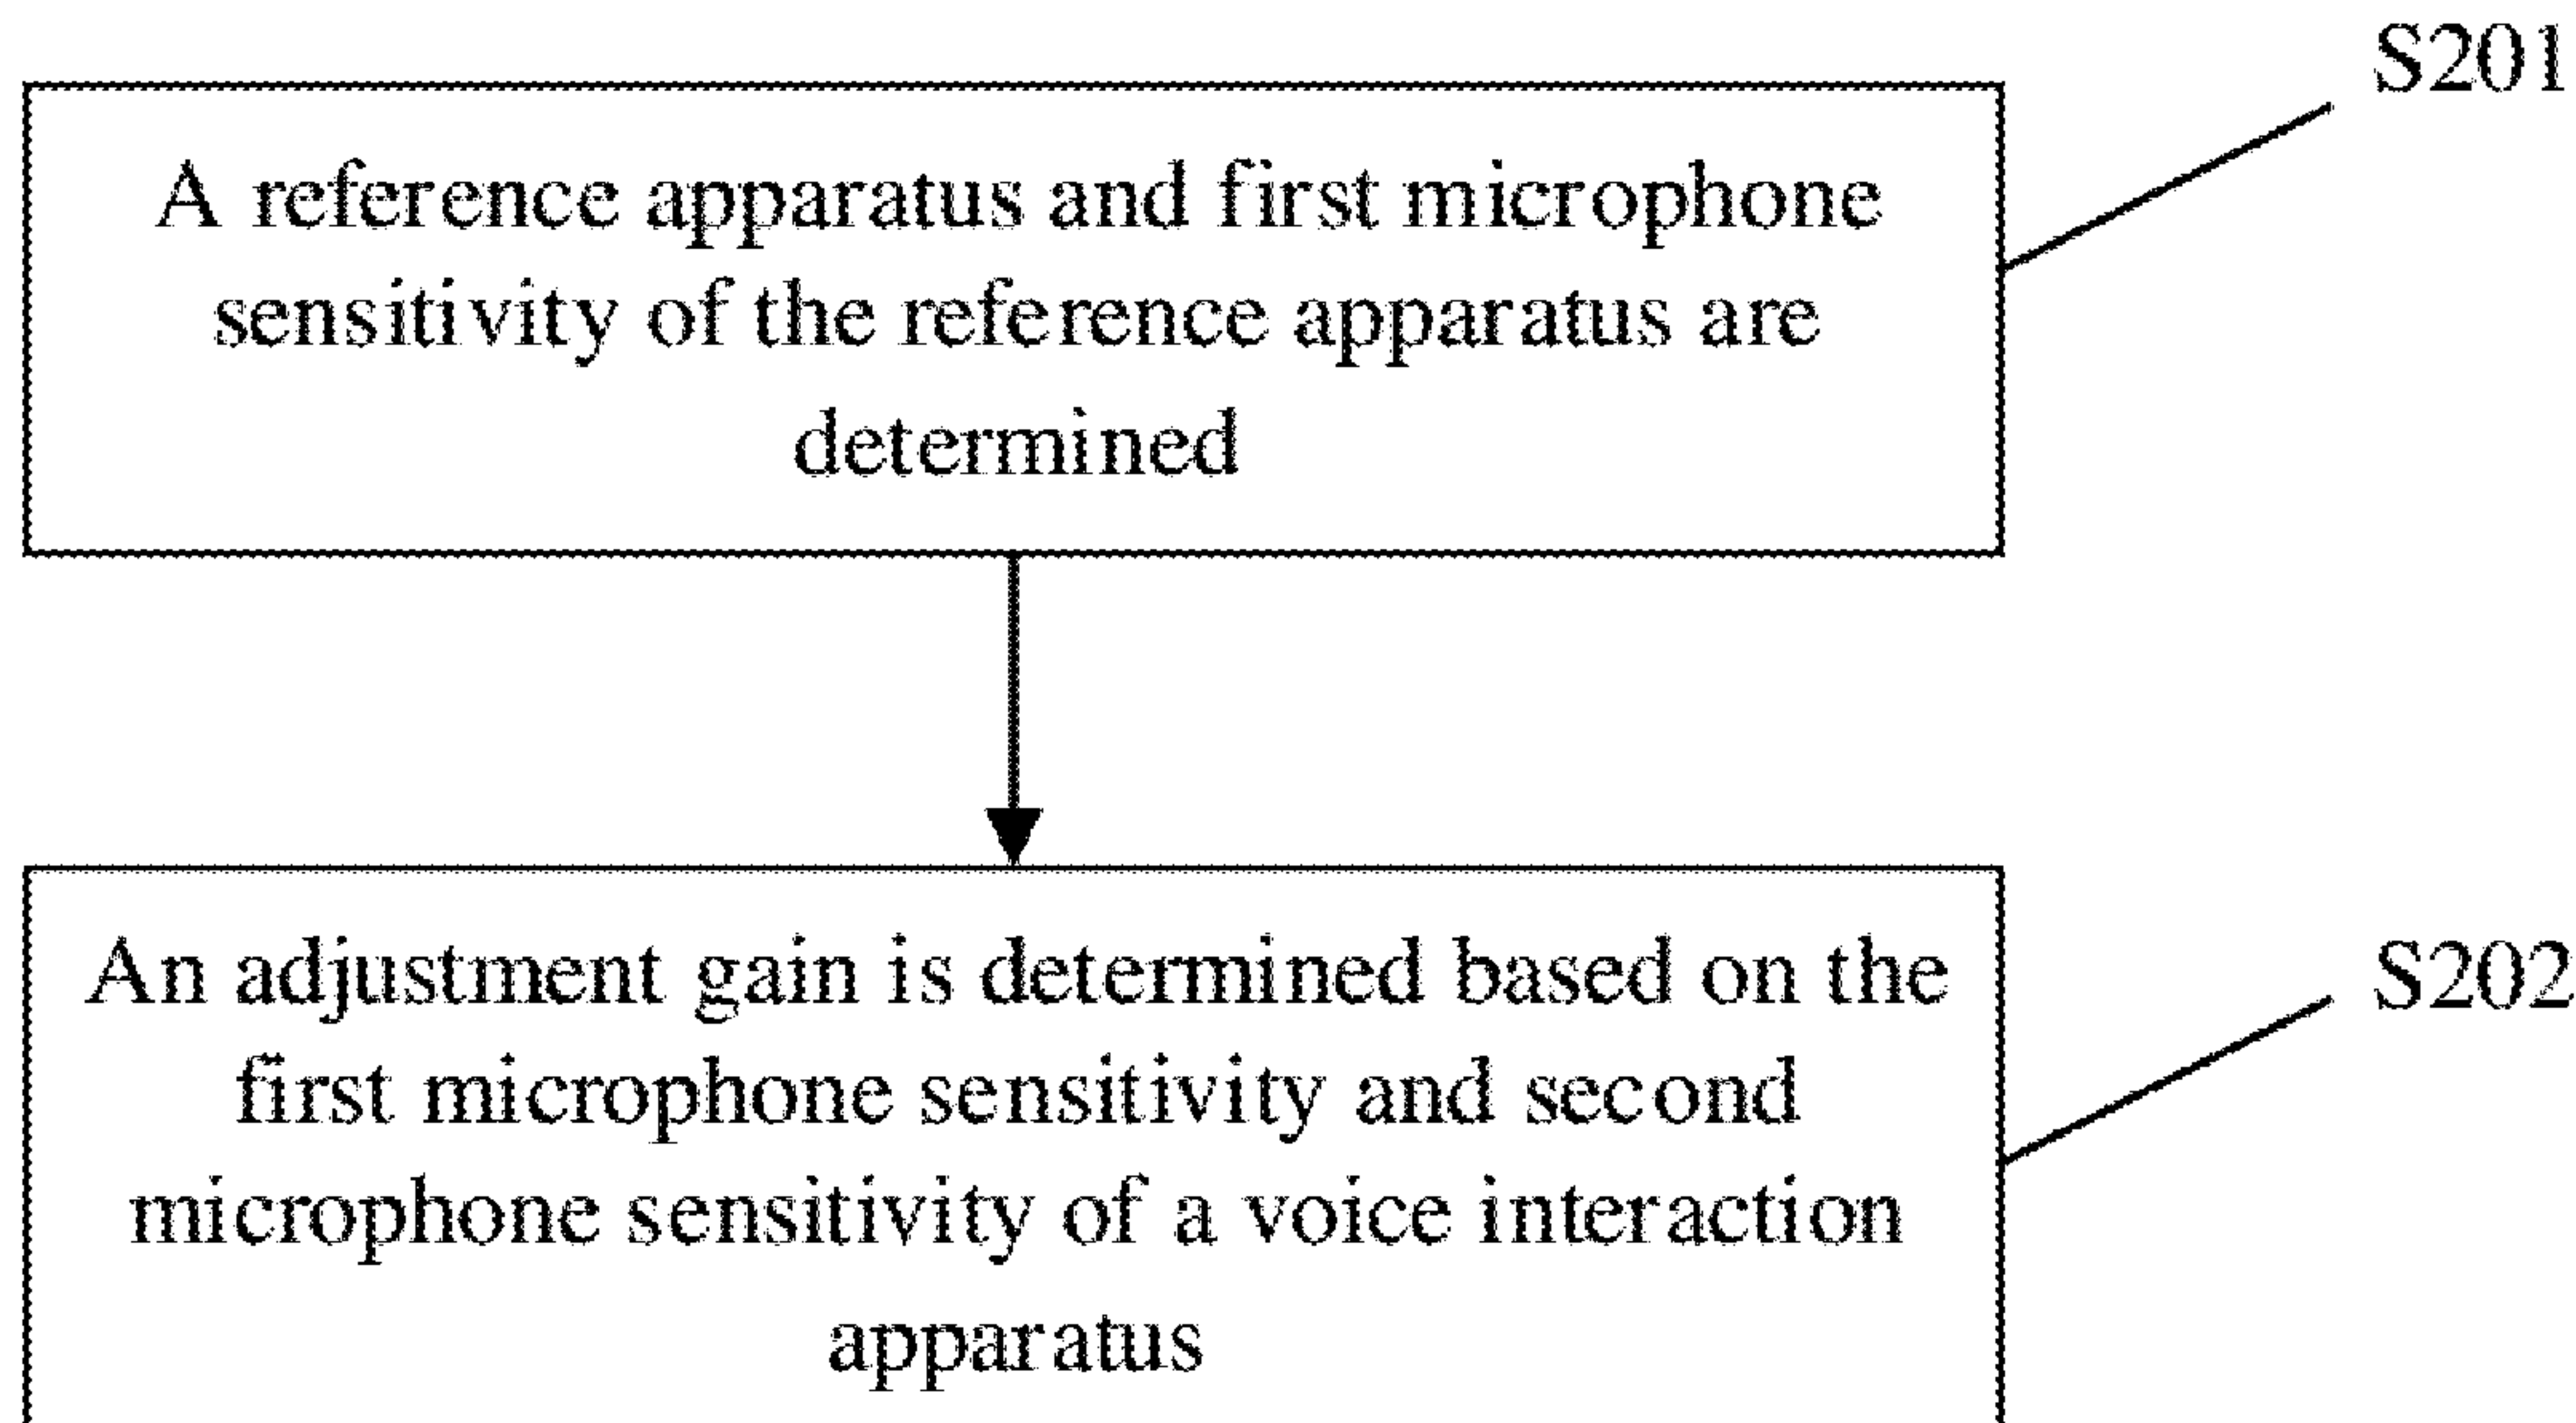 S201
A reference apparatus and first microphone
sensitivity of the reference apparatus are
determined
An adjustment gain is determined based on the
first microphone sensitivity and second
microphone sensitivity of a voice interaction
apparatus
S202